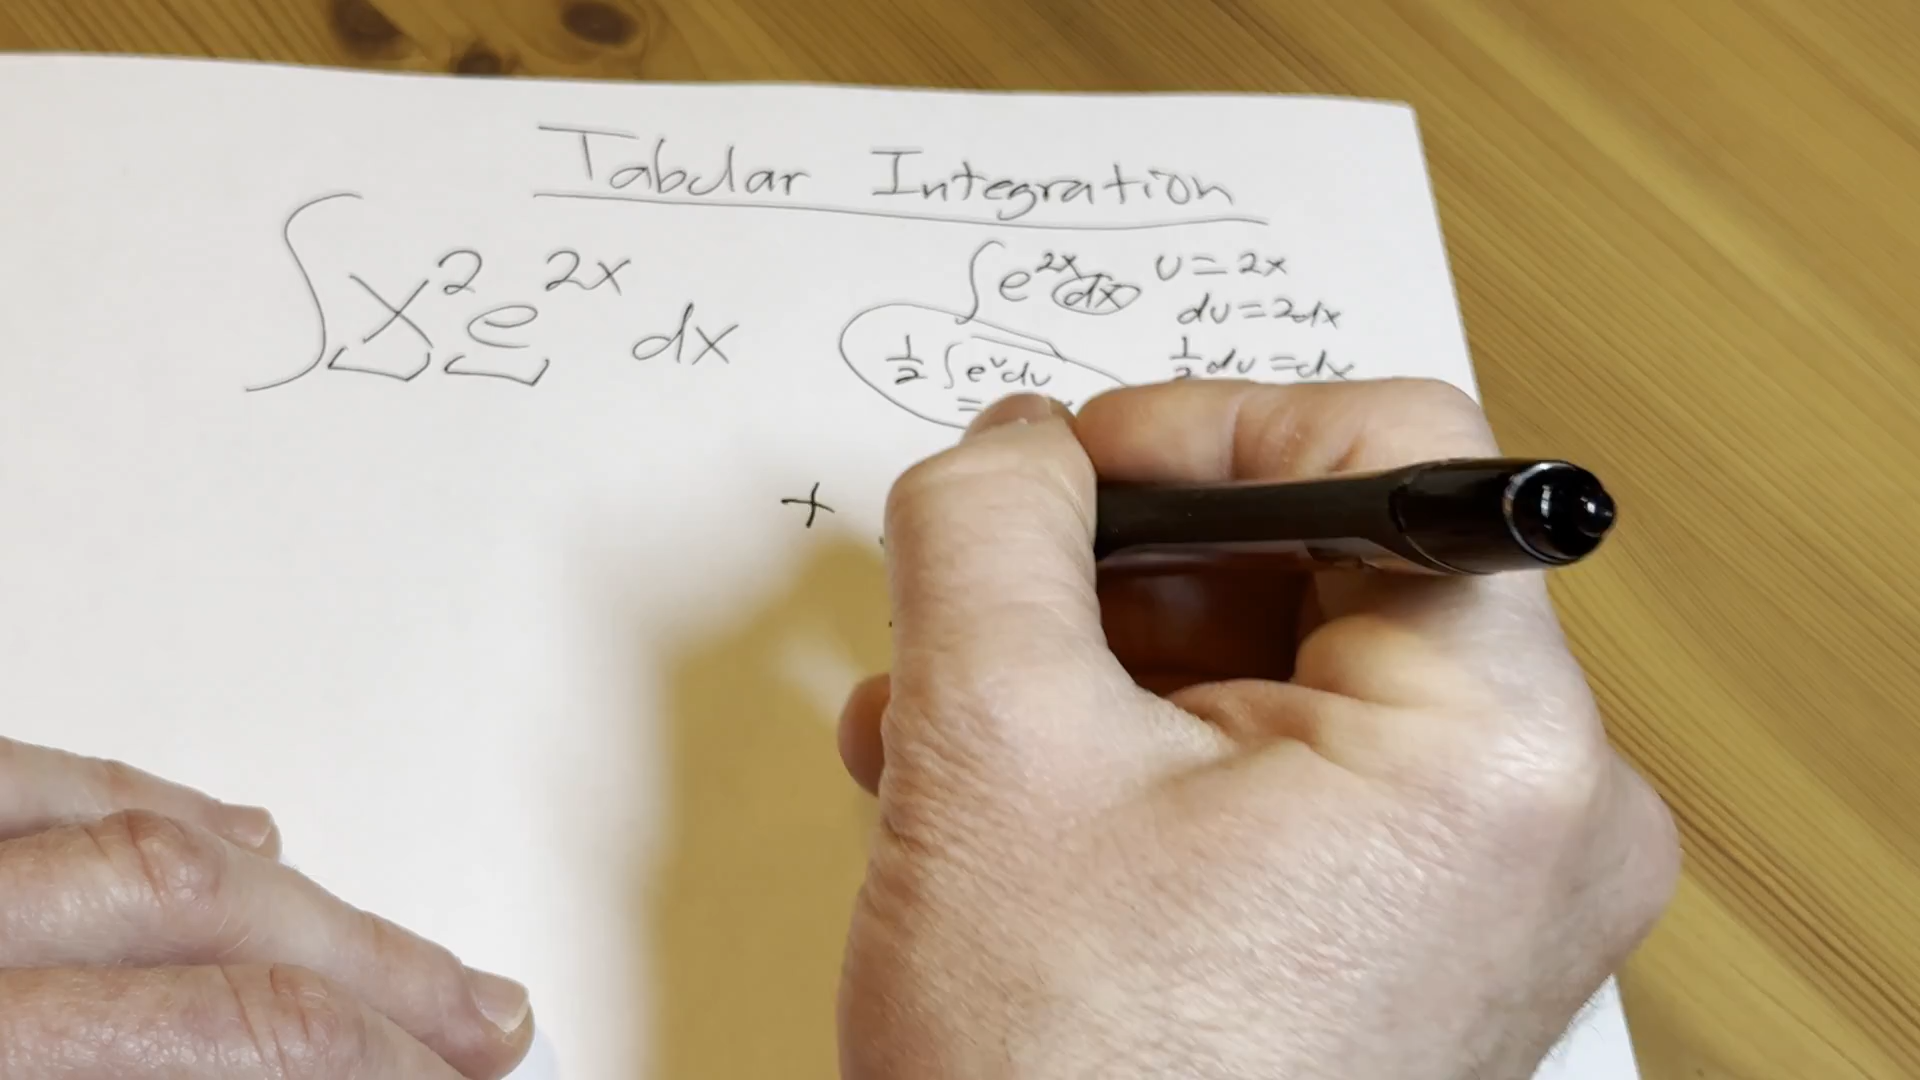 Tabular Integration
∫x²e^{2x} dx
∫e^{2x}dx u = 2x
du = 2dx
½∫e^u du ½du = dx
=
+